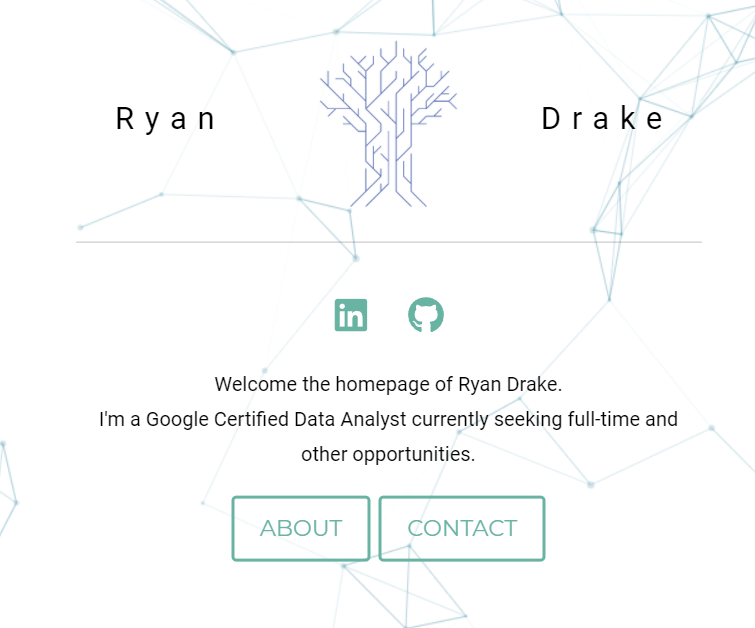 Ryan Drake
Welcome the homepage of Ryan Drake.
I'm a Google Certified Data Analyst currently seeking full-time and
other opportunities.
ABOUT CONTACT